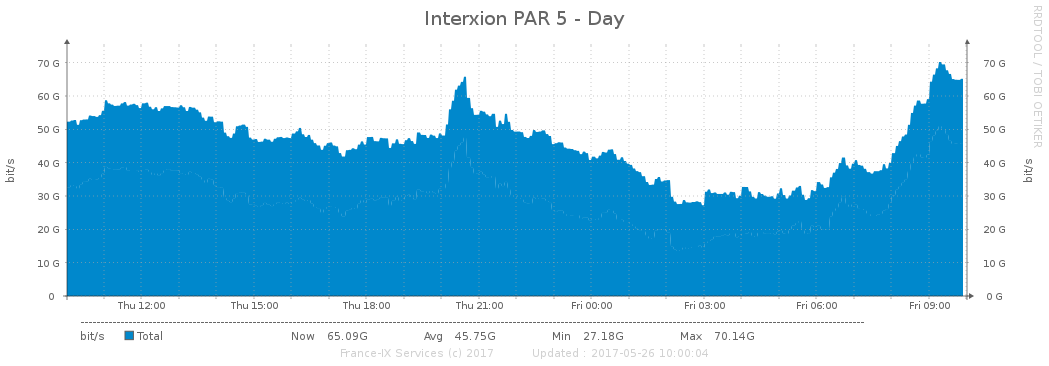 Interxion PAR 5 - Day
RRDTOOL / TOBI OETIKER
bit/s
70 G 70 G
60 G 60 G
50 G 50 G
40 G 40 G
30 G 30 G
20 G 20 G
10 G 10 G
0 0 G
bit/s
Thu 12:00 Thu 15:00 Thu 18:00 Thu 21:00 Fri 00:00 Fri 03:00 Fri 06:00 Fri 09:00
bit/s Total Now 65.09G Avg 45.75G Min 27.18G Max 70.14G
France-IX Services (c) 2017 Updated : 2017-05-26 10:00:04